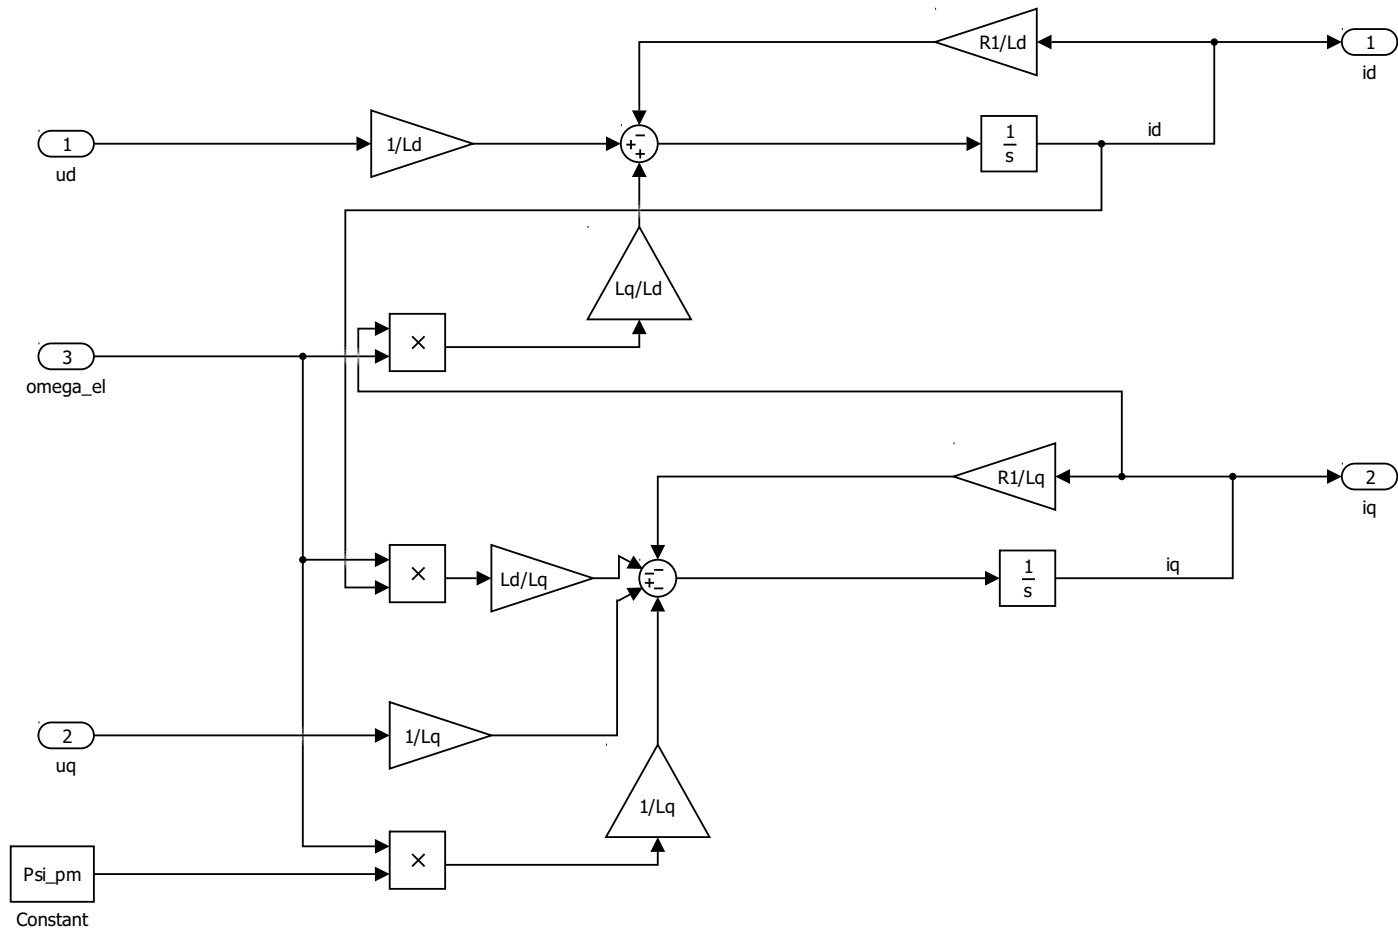 R1/Ld
1
id
1
ud
1/Ld
−
+
+
1
s
id
Lq/Ld
3
omega_el
×
R1/Lq
2
iq
×
Ld/Lq
−
−
+
−
1
s
iq
2
uq
1/Lq
1/Lq
Psi_pm
×
Constant